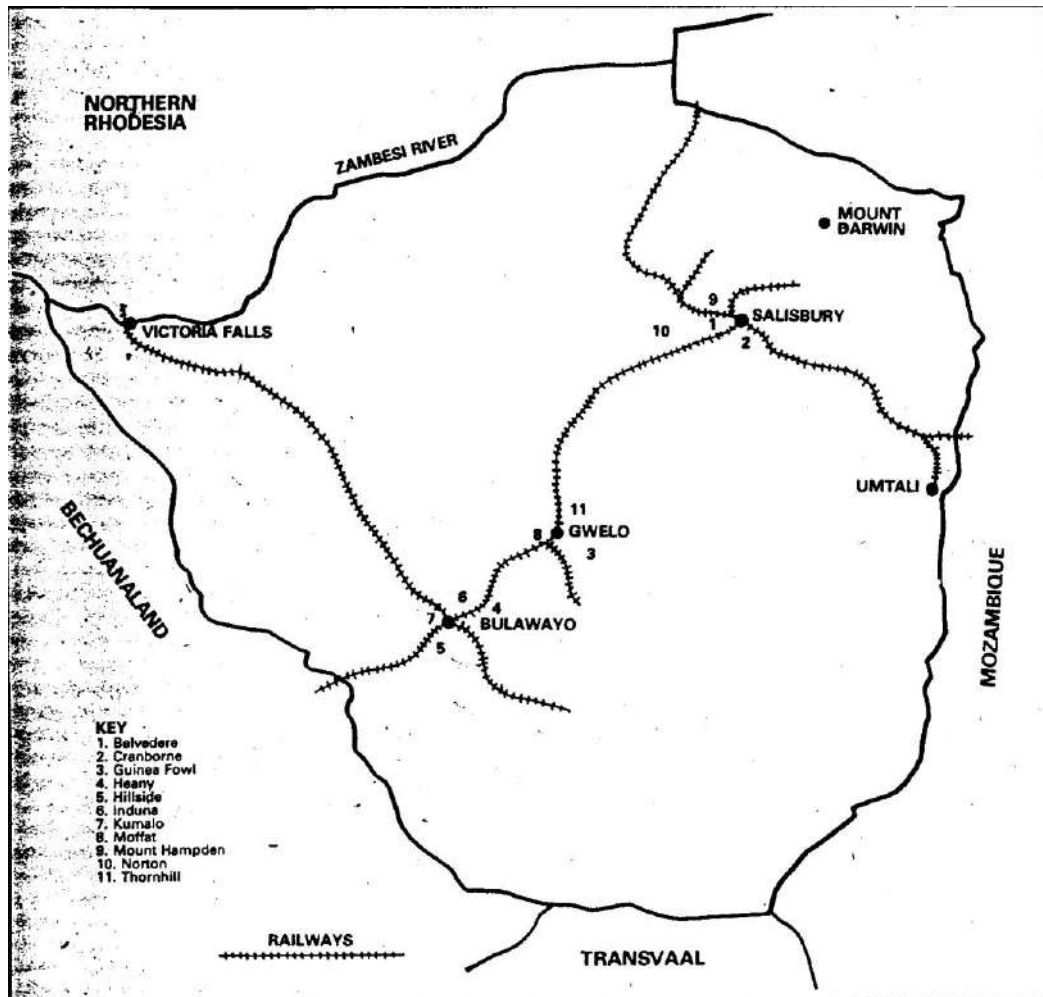 NORTHERN
RHODESIA
ZAMBESI RIVER
MOUNT
DARWIN
VICTORIA FALLS
9
SALISBURY
10
1
2
UMTALI
11
GWELO
8
3
BECHUANALAND
MOZAMBIQUE
6
4
7
BULAWAYO
5
KEY
1. Belvedere
2. Cranborne
3. Guinea Fowl
4. Heany
5. Hillside
6. Induna
7. Kumalo
8. Moffat
9. Mount Hampden
10. Norton
11. Thornhill
RAILWAYS
TRANSVAAL